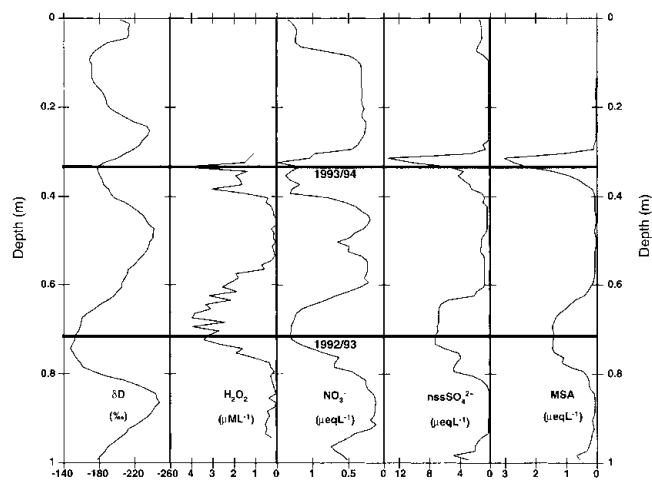 0
0.2
0.4
0.6
0.8
1
Depth (m)
0
0.2
0.4
0.6
0.8
1
Depth (m)
1993/94
1992/93
δD
(‰)
H₂O₂
(μML⁻¹)
NO₃⁻
(μeqL⁻¹)
nssSO₄²⁻
(μeqL⁻¹)
MSA
(μeqL⁻¹)
-140 -180 -220 -260
4 3 2 1 0
0.5 0
12 8 4 0
3 2 1 0